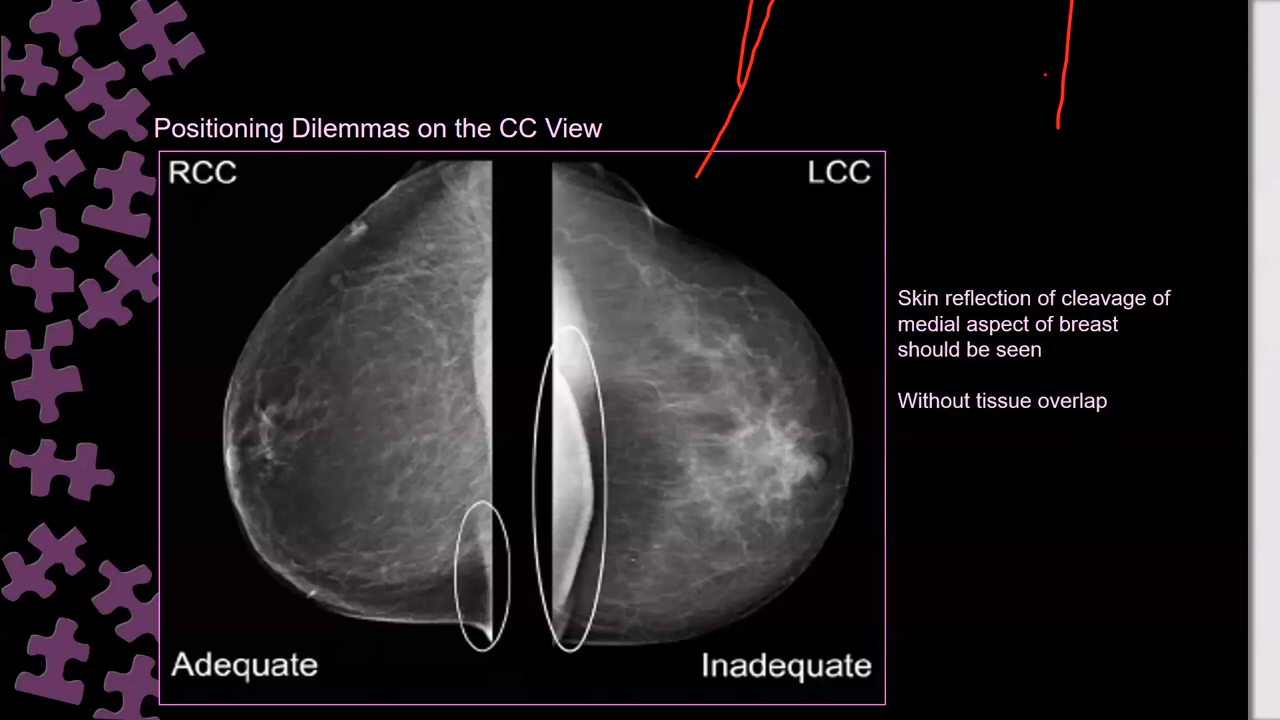 Positioning Dilemmas on the CC View
RCC
LCC
Skin reflection of cleavage of
medial aspect of breast
should be seen
Without tissue overlap
Adequate
Inadequate